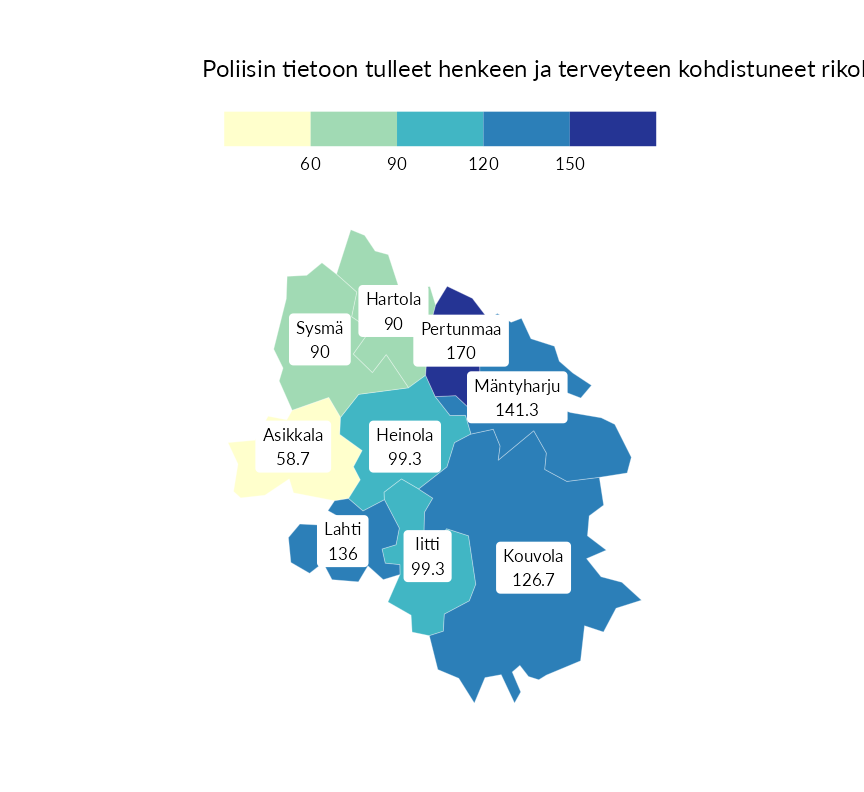 Poliisin tietoon tulleet henkeen ja terveyteen kohdistuneet
60 90 120 150
Hartola
90
Sysmä
90
Pertunmaa
170
Mäntyharju
141.3
Asikkala
58.7
Heinola
99.3
Lahti
136
Iitti
99.3
Kouvola
126.7